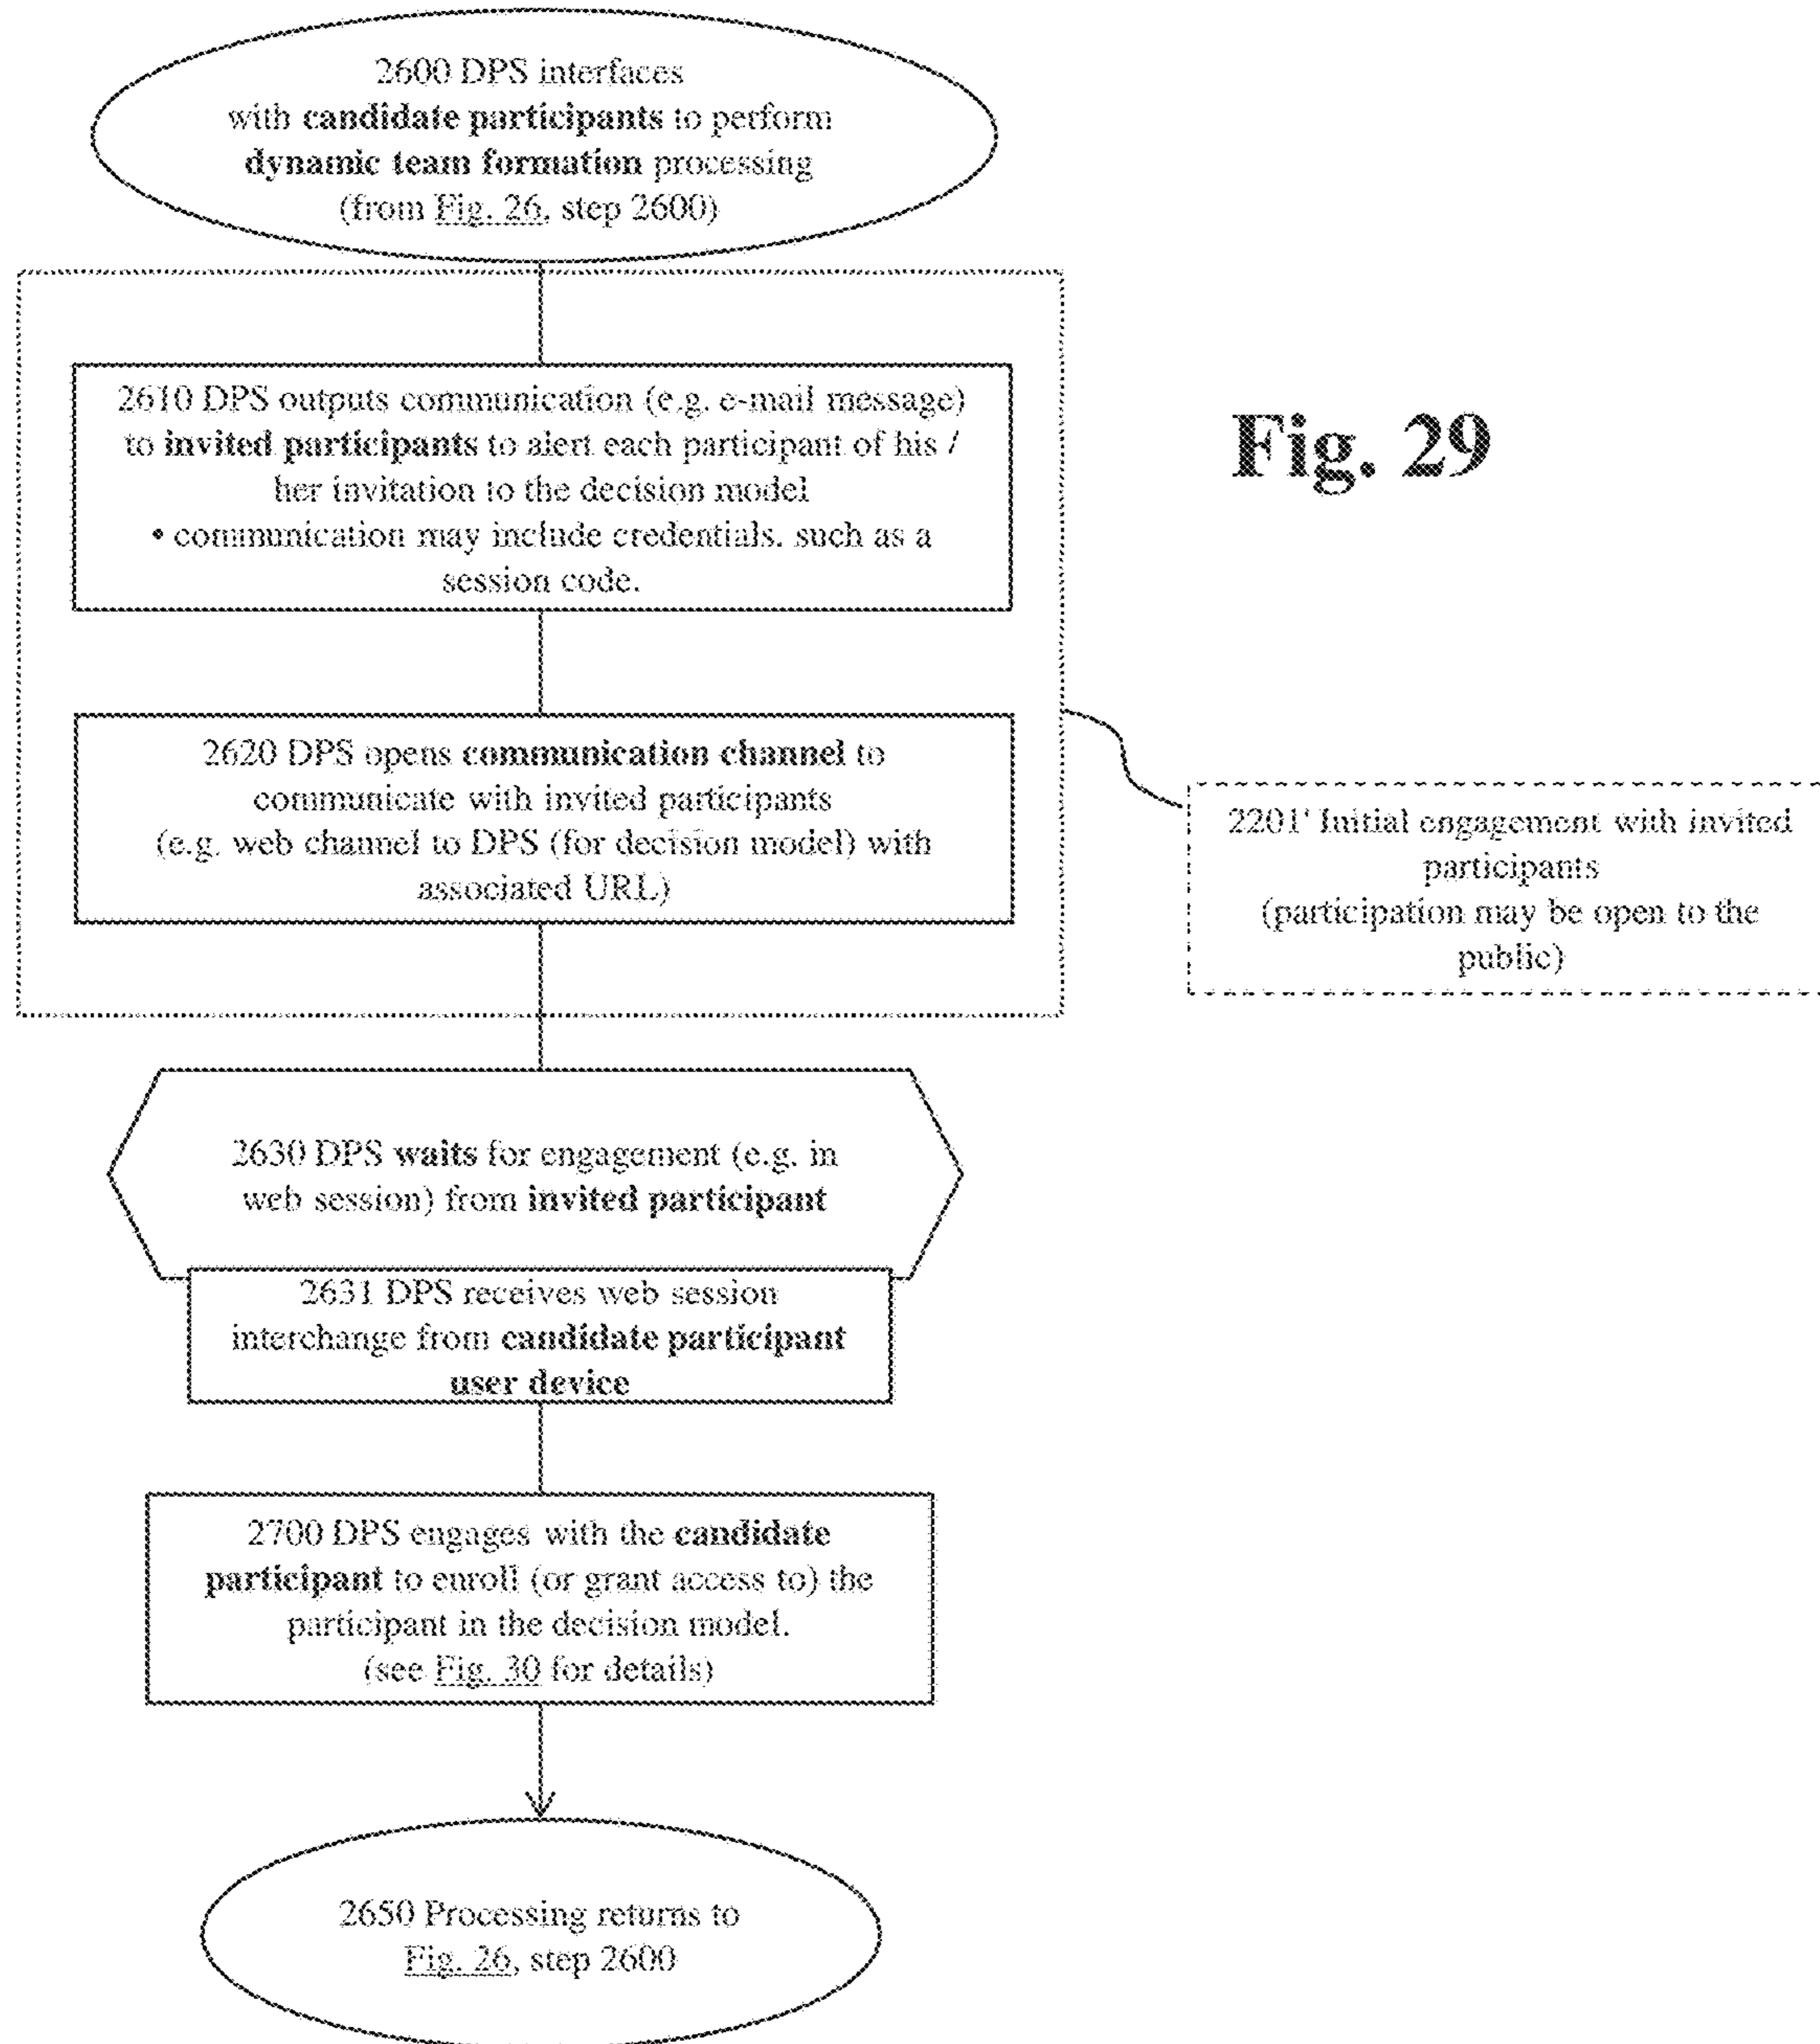 2600 DPS interfaces
with candidate participants to perform
dynamic team formation processing
(from Fig. 26, step 2600)
2610 DPS outputs communication (e.g. e-mail message)
to invited participants to alert each participant of his /
her invitation to the decision model
• communication may include credentials, such as a
session code.
Fig. 29
2620 DPS opens communication channel to
communicate with invited participants
(e.g. web channel to DPS (for decision model) with
associated URL)
2201' Initial engagement with invited
participants
(participation may be open to the
public)
2630 DPS waits for engagement (e.g. in
web session) from invited participant
2631 DPS receives web session
interchange from candidate participant
user device
2700 DPS engages with the candidate
participant to enroll (or grant access to) the
participant in the decision model.
(see Fig. 30 for details)
2650 Processing returns to
Fig. 26, step 2600